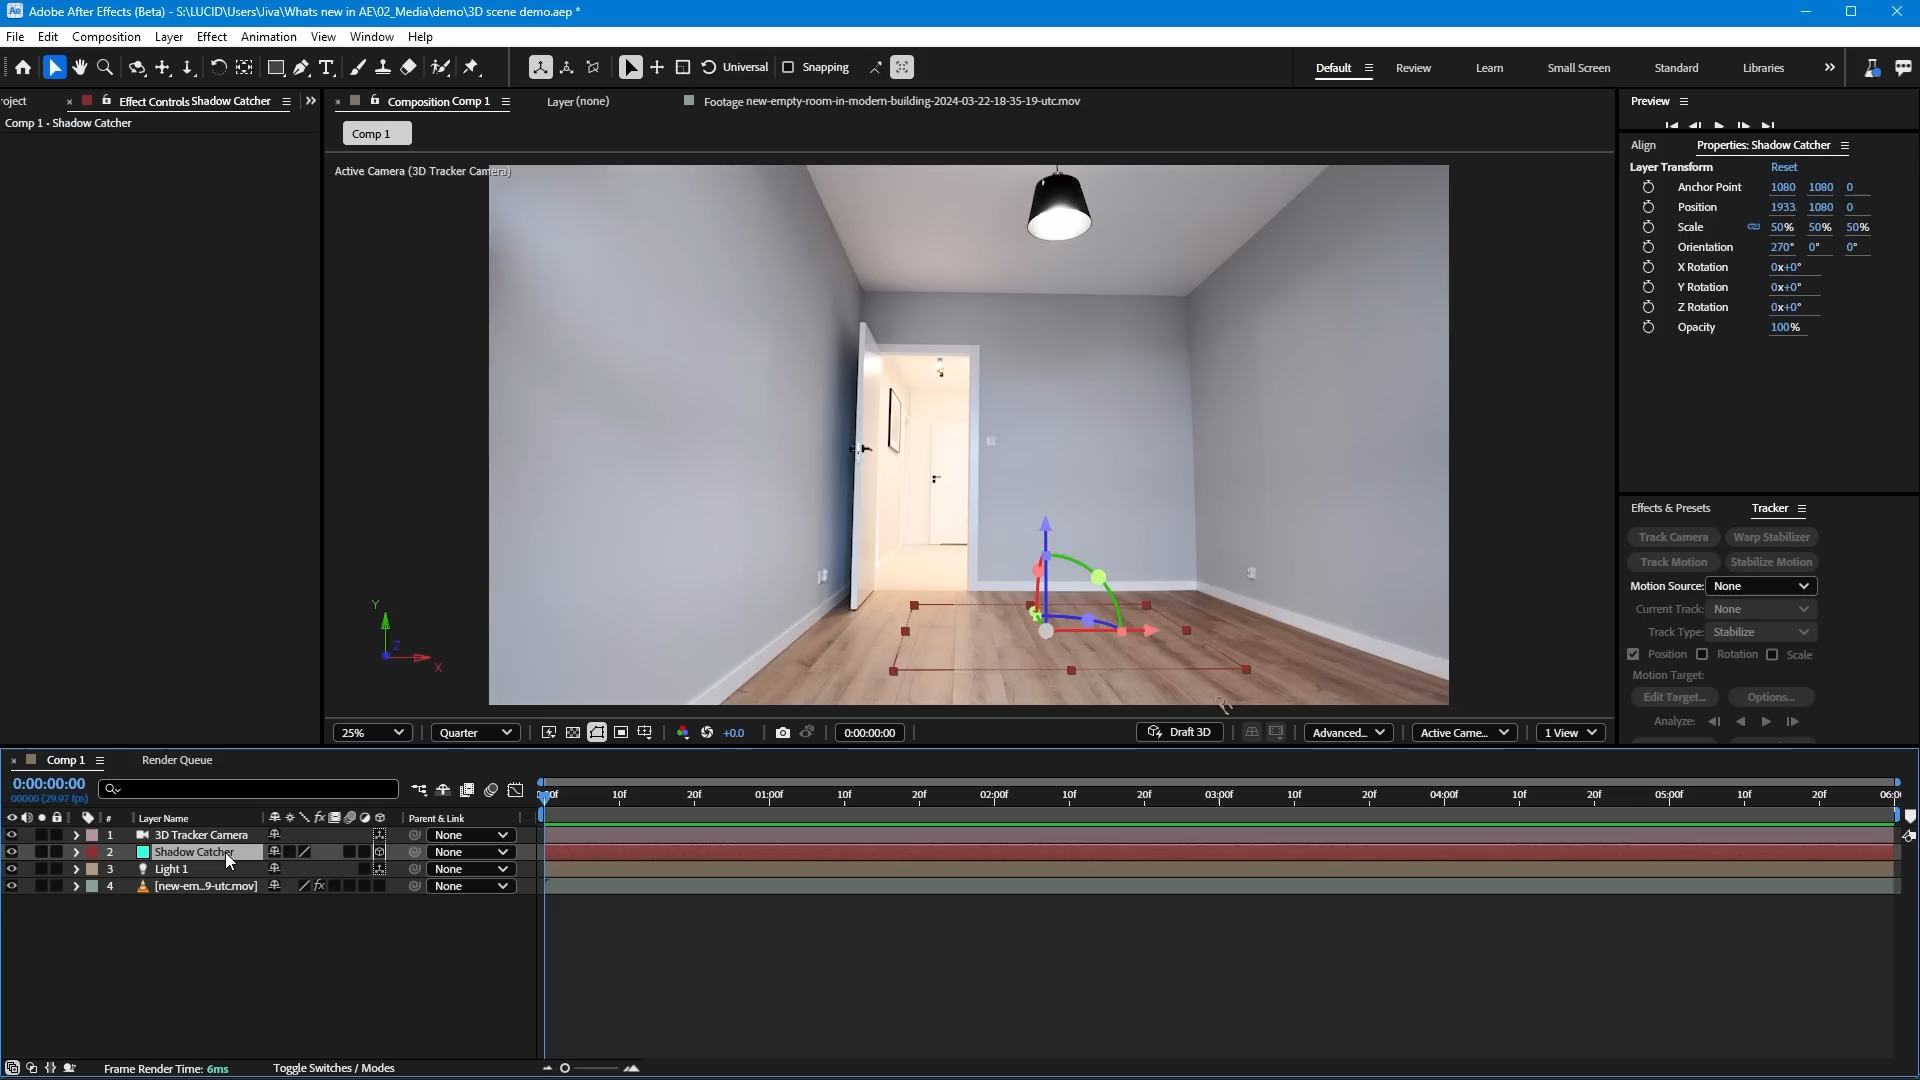 Adobe After Effects (Beta) - S:\LUCID\Users\Jiva\Whats new in AE\02_Media\demo\3D scene demo.aep *
File Edit Composition Layer Effect Animation View Window Help
Universal Snapping Default Review Learn Small Screen Standard Libraries
oject Effect Controls Shadow Catcher
Comp 1 • Shadow Catcher
Composition Comp 1 Layer (none) Footage new-empty-room-in-modern-building-2024-03-22-18-35-19-utc.mov
Comp 1
Active Camera (3D Tracker Camera)
Y
Z
X
Preview
Align Properties: Shadow Catcher
Layer Transform Reset
Anchor Point 1080 1080 0
Position 1933. 1080 0
Scale 50% 50% 50%
Orientation 270° 0° 0°
X Rotation 0x+0°
Y Rotation 0x+0°
Z Rotation 0x+0°
Opacity 100%
Effects & Presets Tracker
Track Camera Warp Stabilizer
Track Motion Stabilize Motion
Motion Source: None
Current Track: None
Track Type: Stabilize
Position Rotation Scale
Motion Target:
Edit Target... Options...
Analyze:
25% Quarter +0.0 0:00:00:00 Draft 3D Advanced... Active Came... 1 View
Comp 1 Render Queue
0:00:00:00
00000 (29.97 fps)
:00f 10f 20f 01:00f 10f 20f 02:00f 10f 20f 03:00f 10f 20f 04:00f 10f 20f 05:00f 10f 20f 06:0
# Layer Name fx Parent & Link
1 3D Tracker Camera None
2 Shadow Catcher None
3 Light 1 None
4 [new-em...9-utc.mov] fx None
Frame Render Time: 6ms Toggle Switches / Modes